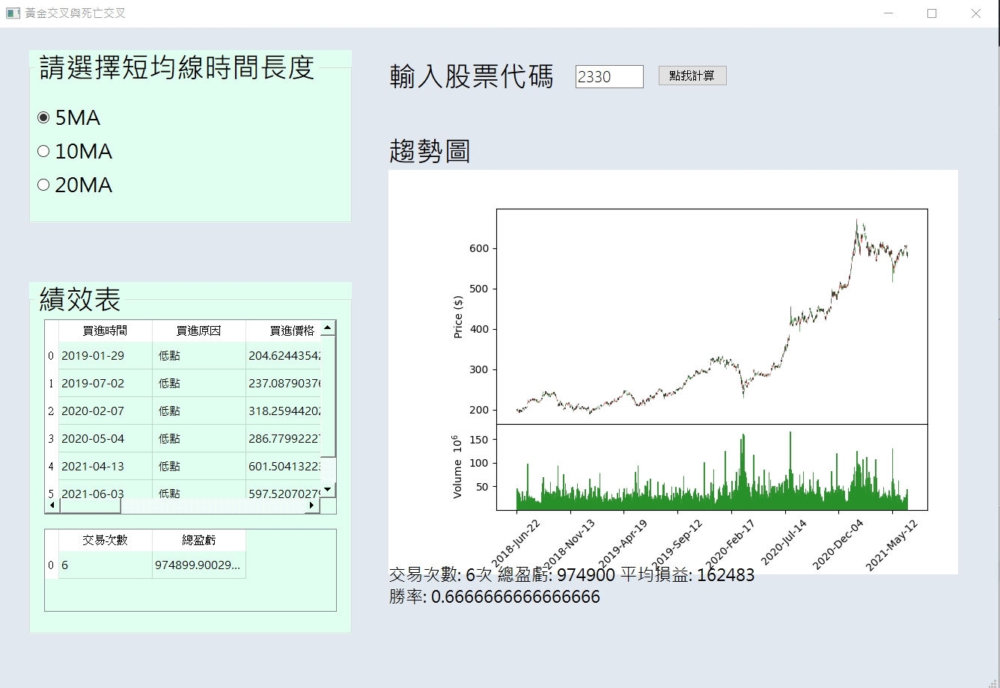 黃金交叉與死亡交叉
請選擇短均線時間長度
5MA
10MA
20MA
輸入股票代碼 2330 點我計算
趨勢圖
Price ($)
600
500
400
300
200
Volume 10^6
150
100
50
2018-Jun-22
2018-Nov-13
2019-Apr-19
2019-Sep-12
2020-Feb-17
2020-Jul-14
2020-Dec-04
2021-May-12
交易次數: 6次 總盈虧: 974900 平均損益: 162483
勝率: 0.6666666666666666
績效表
買進時間 買進原因 買進價格
0 2019-01-29 低點 204.62443542
1 2019-07-02 低點 237.08790376
2 2020-02-07 低點 318.25944202
3 2020-05-04 低點 286.77992227
4 2021-04-13 低點 601.50413223
5 2021-06-03 低點 597.52070279
交易次數 總盈虧
0 6 974899.90029...